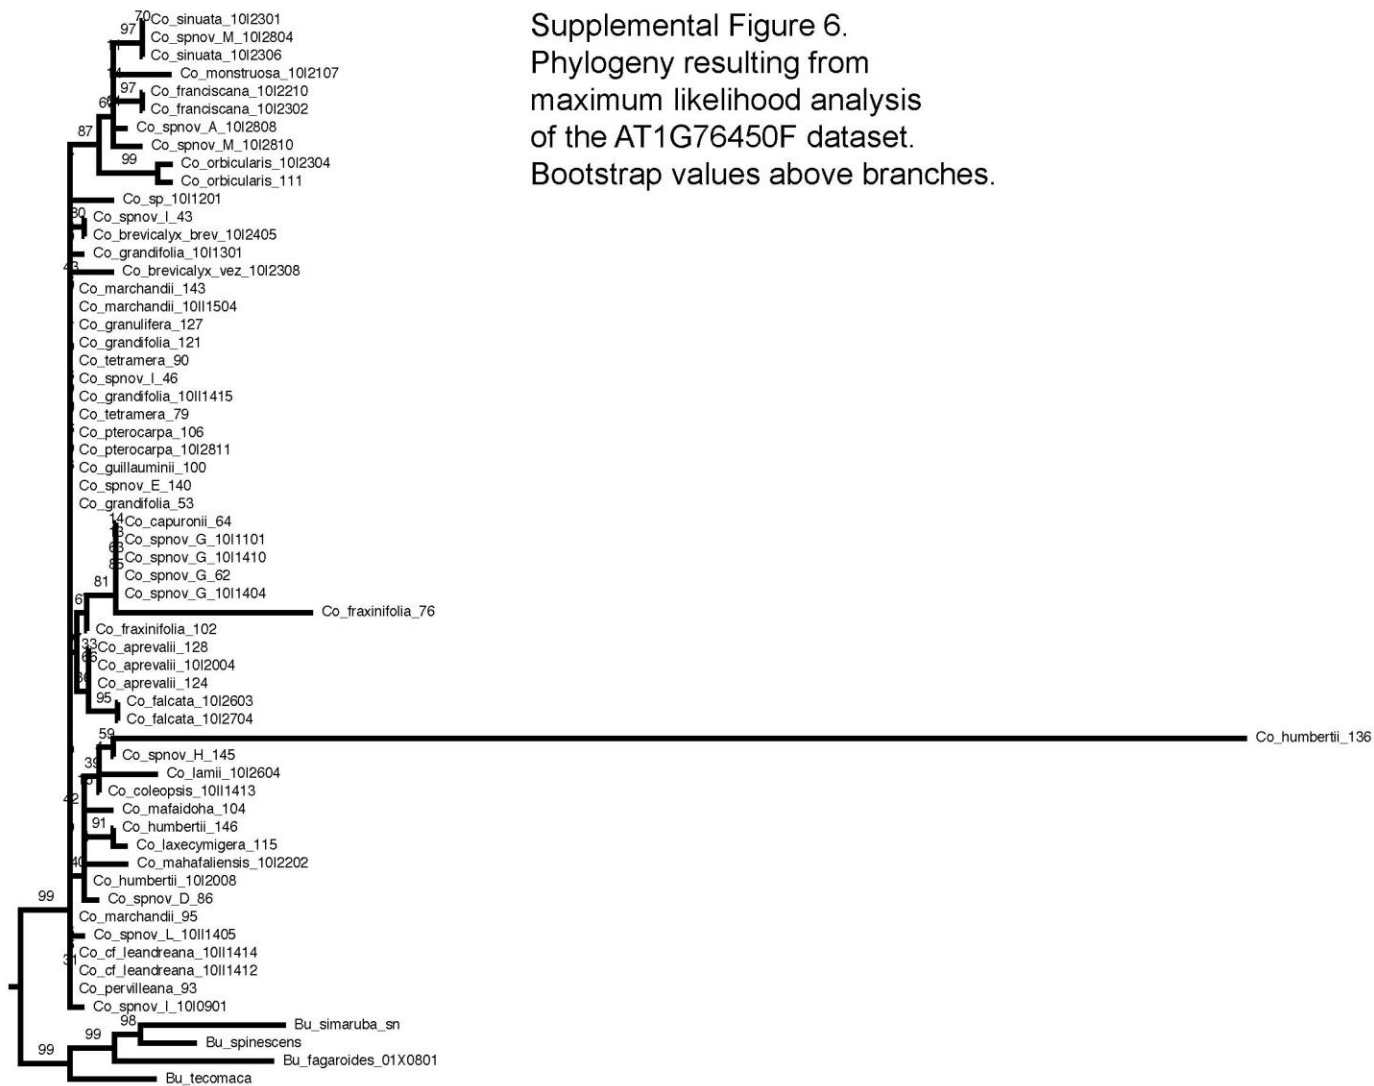 Supplemental Figure 6.
Phylogeny resulting from
maximum likelihood analysis
of the AT1G76450F dataset.
Bootstrap values above branches.
70
Co_sinuata_10I2301
97
Co_spnov_M_10I2804
Co_sinuata_10I2306
Co_monstruosa_10I2107
97
Co_franciscana_10I2210
Co_franciscana_10I2302
87
Co_spnov_A_10I2808
Co_spnov_M_10I2810
99
Co_orbicularis_10I2304
Co_orbicularis_111
Co_sp_10I1201
Co_spnov_I_43
Co_brevicalyx_brev_10I2405
Co_grandifolia_10I1301
Co_brevicalyx_vez_10I2308
Co_marchandii_143
Co_marchandii_10II1504
Co_granulifera_127
Co_grandifolia_121
Co_tetramera_90
Co_spnov_I_46
Co_grandifolia_10II1415
Co_tetramera_79
Co_pterocarpa_106
Co_pterocarpa_10I2811
Co_guillauminii_100
Co_spnov_E_140
Co_grandifolia_53
Co_capuronii_64
Co_spnov_G_10I1101
Co_spnov_G_10I1410
Co_spnov_G_62
81
Co_spnov_G_10I1404
Co_fraxinifolia_76
Co_fraxinifolia_102
33
Co_aprevalii_128
Co_aprevalii_10I2004
Co_aprevalii_124
95
Co_falcata_10I2603
Co_falcata_10I2704
59
Co_humbertii_136
Co_spnov_H_145
39
Co_lamii_10I2604
Co_coleopsis_10II1413
42
Co_mafaidoha_104
91
Co_humbertii_146
Co_laxecymigera_115
40
Co_mahafaliensis_10I2202
Co_humbertii_10I2008
99
Co_spnov_D_86
Co_marchandii_95
Co_spnov_L_10II1405
Co_cf_leandreana_10II1414
31
Co_cf_leandreana_10II1412
Co_pervilleana_93
Co_spnov_I_10I0901
98
Bu_simaruba_sn
99
Bu_spinescens
99
Bu_fagaroides_01X0801
Bu_tecomaca